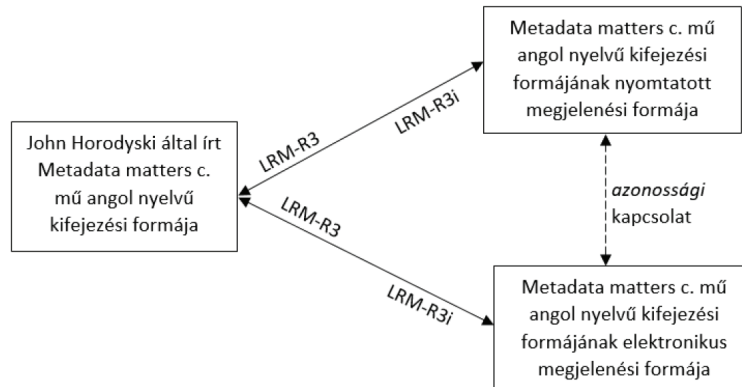 John Horodyski által írt
Metadata matters c.
mű angol nyelvű
kifejezési formája
LRM-R3
LRM-R3i
LRM-R3
LRM-R3i
Metadata matters c. mű
angol nyelvű kifejezési
formájának nyomtatott
megjelenési formája
azonossági
kapcsolat
Metadata matters c. mű
angol nyelvű kifejezési
formájának elektronikus
megjelenési formája